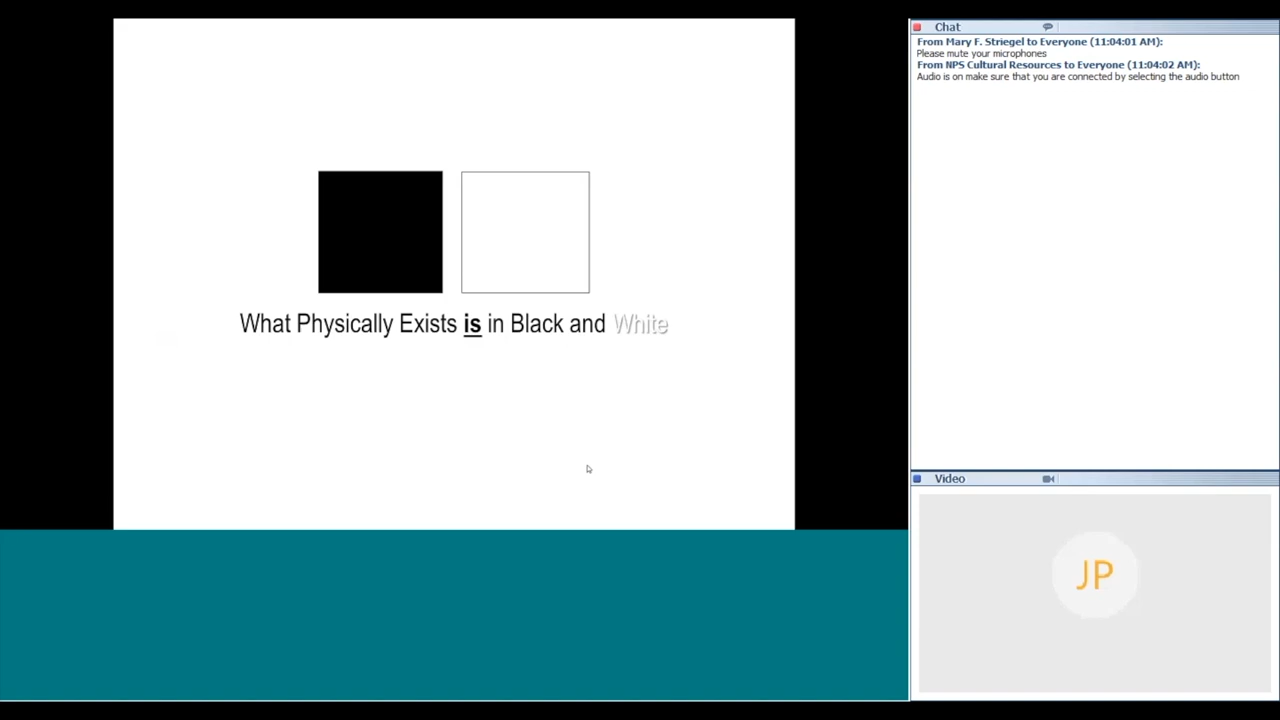 What Physically Exists is in Black and White
Chat
From Mary F. Striegel to Everyone (11:04:01 AM):
Please mute your microphones
From NPS Cultural Resources to Everyone (11:04:02 AM):
Audio is on make sure that you are connected by selecting the audio button
Video
JP